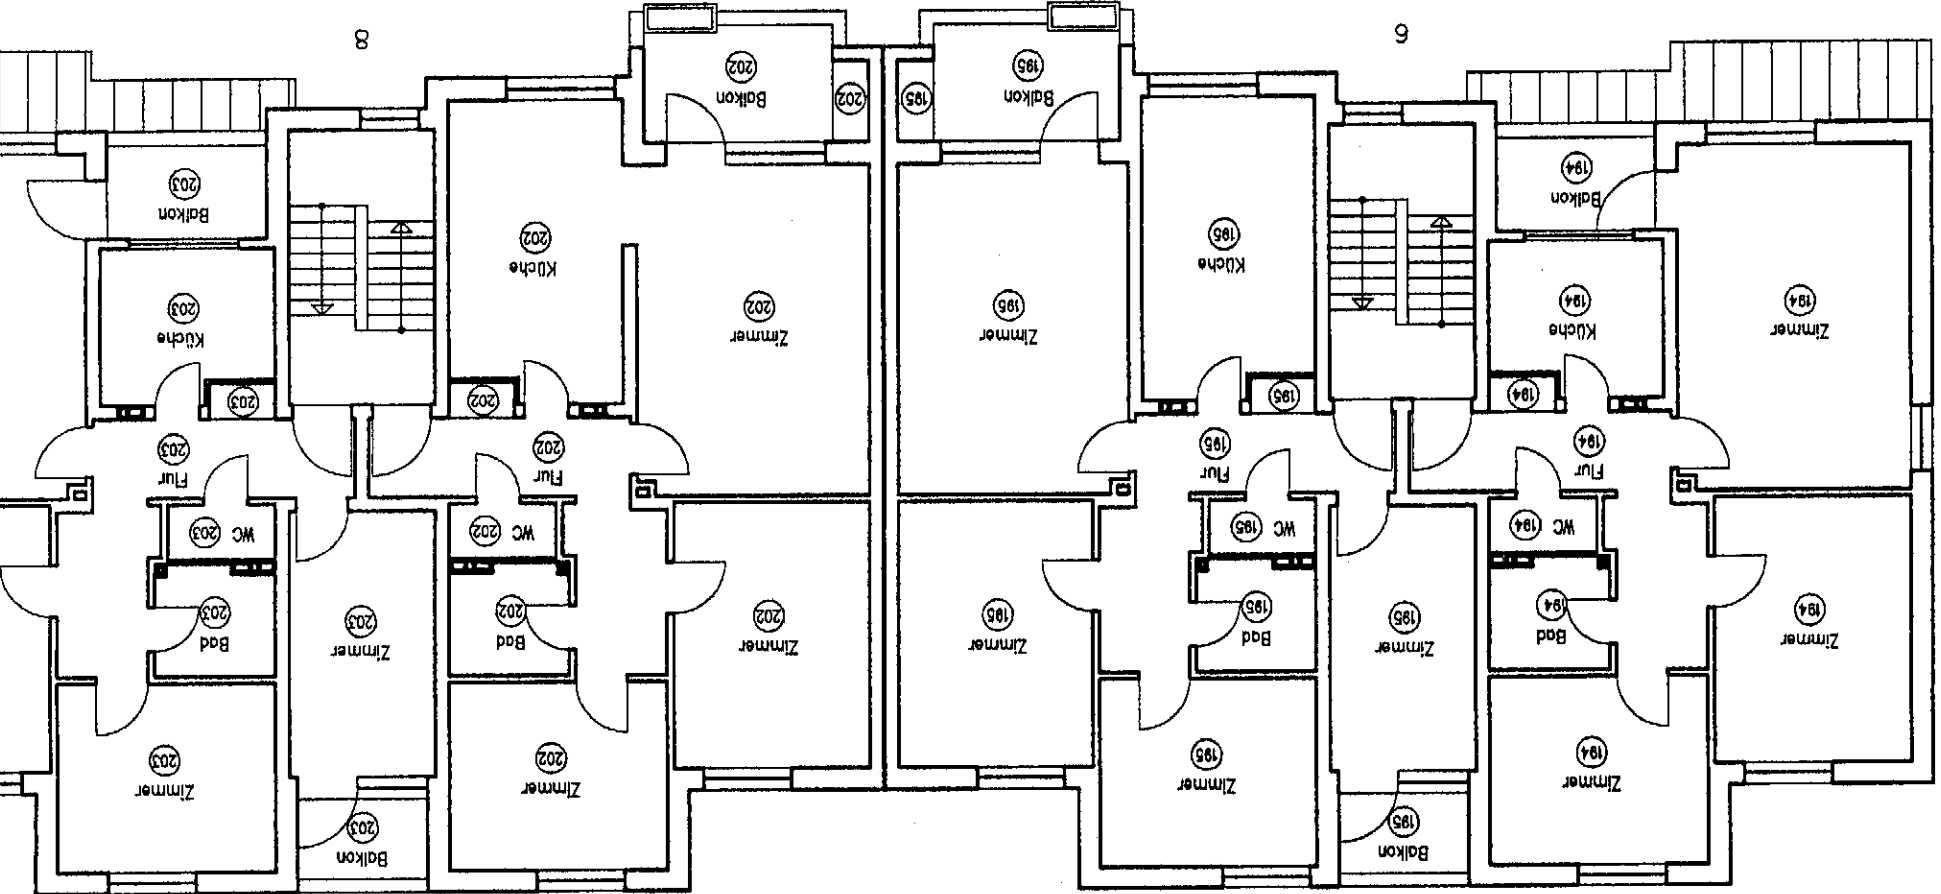 Balkon
195
Balkon
203
Zimmer
194
Zimmer
195
Zimmer
202
Zimmer
203
Zimmer
194
Bad
194
Zimmer
195
Bad
195
Zimmer
195
Zimmer
202
Bad
202
Zimmer
203
Bad
203
WC 194
WC 195
WC 202
WC 203
Flur
194
Flur
195
Flur
202
Flur
203
194
195
202
203
Zimmer
194
Küche
194
Küche
195
Zimmer
195
Zimmer
202
Küche
202
Küche
203
Balkon
194
Balkon
203
Balkon
195
195
202
Balkon
202
6
8